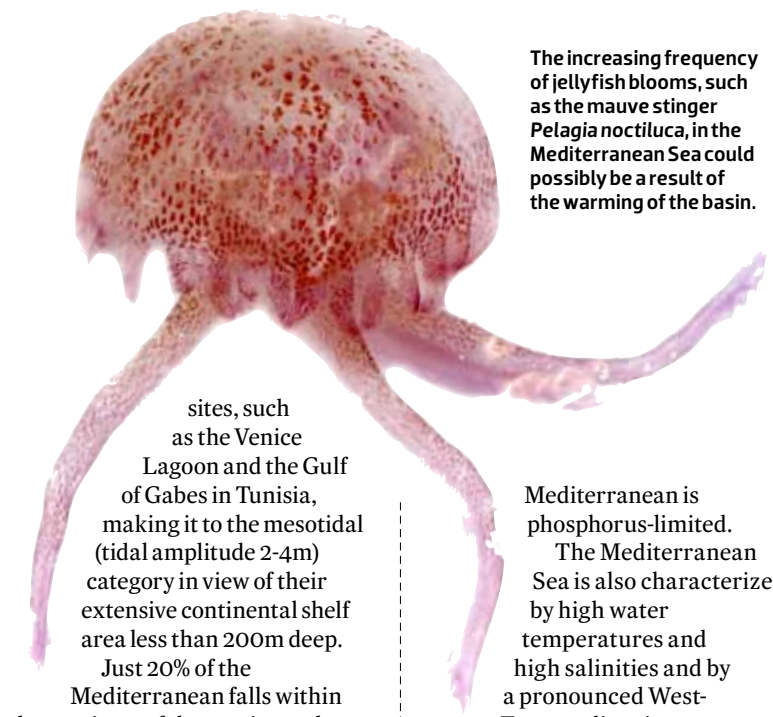 The increasing frequency
of jellyfish blooms, such
as the mauve stinger
Pelagia noctiluca, in the
Mediterranean Sea could
possibly be a result of
the warming of the basin.
sites, such
as the Venice
Lagoon and the Gulf
of Gabes in Tunisia,
making it to the mesotidal
(tidal amplitude 2-4m)
category in view of their
extensive continental shelf
area less than 200m deep.
Just 20% of the
Mediterranean falls within
Mediterranean is
phosphorus-limited.
The Mediterranean
Sea is also characterize
by high water
temperatures and
high salinities and by
a pronounced West-